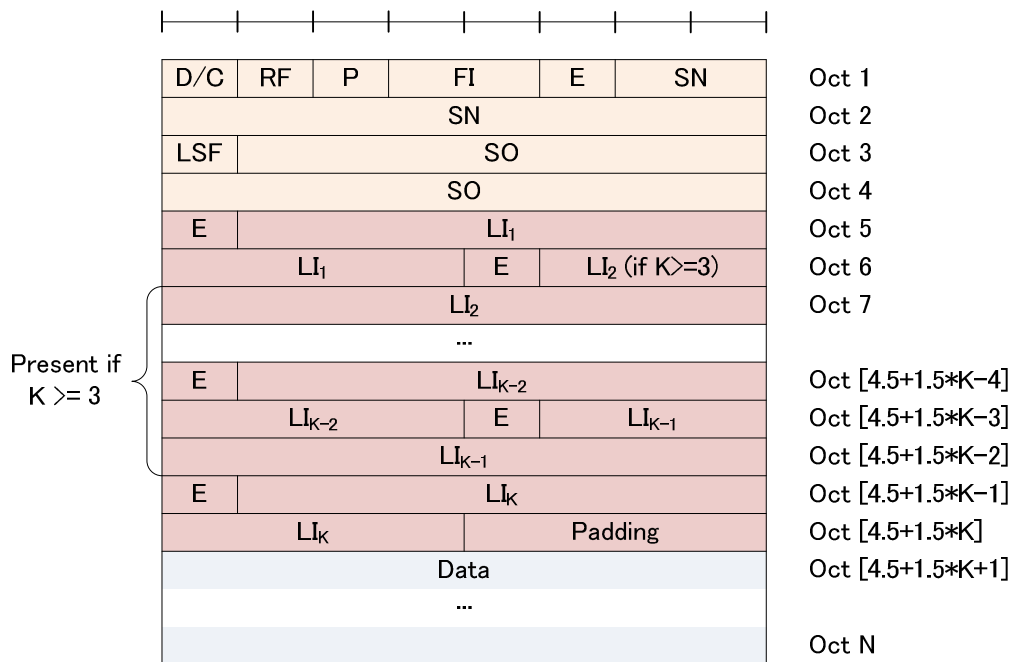 D/C RF P FI E SN Oct 1
SN Oct 2
LSF SO Oct 3
SO Oct 4
E LI1 Oct 5
LI1 E LI2 (if K>=3) Oct 6
LI2 Oct 7
...
Present if
K >= 3
E LIK-2 Oct [4.5+1.5*K-4]
LIK-2 E LIK-1 Oct [4.5+1.5*K-3]
LIK-1 Oct [4.5+1.5*K-2]
E LIK Oct [4.5+1.5*K-1]
LIK Padding Oct [4.5+1.5*K]
Data Oct [4.5+1.5*K+1]
...
Oct N